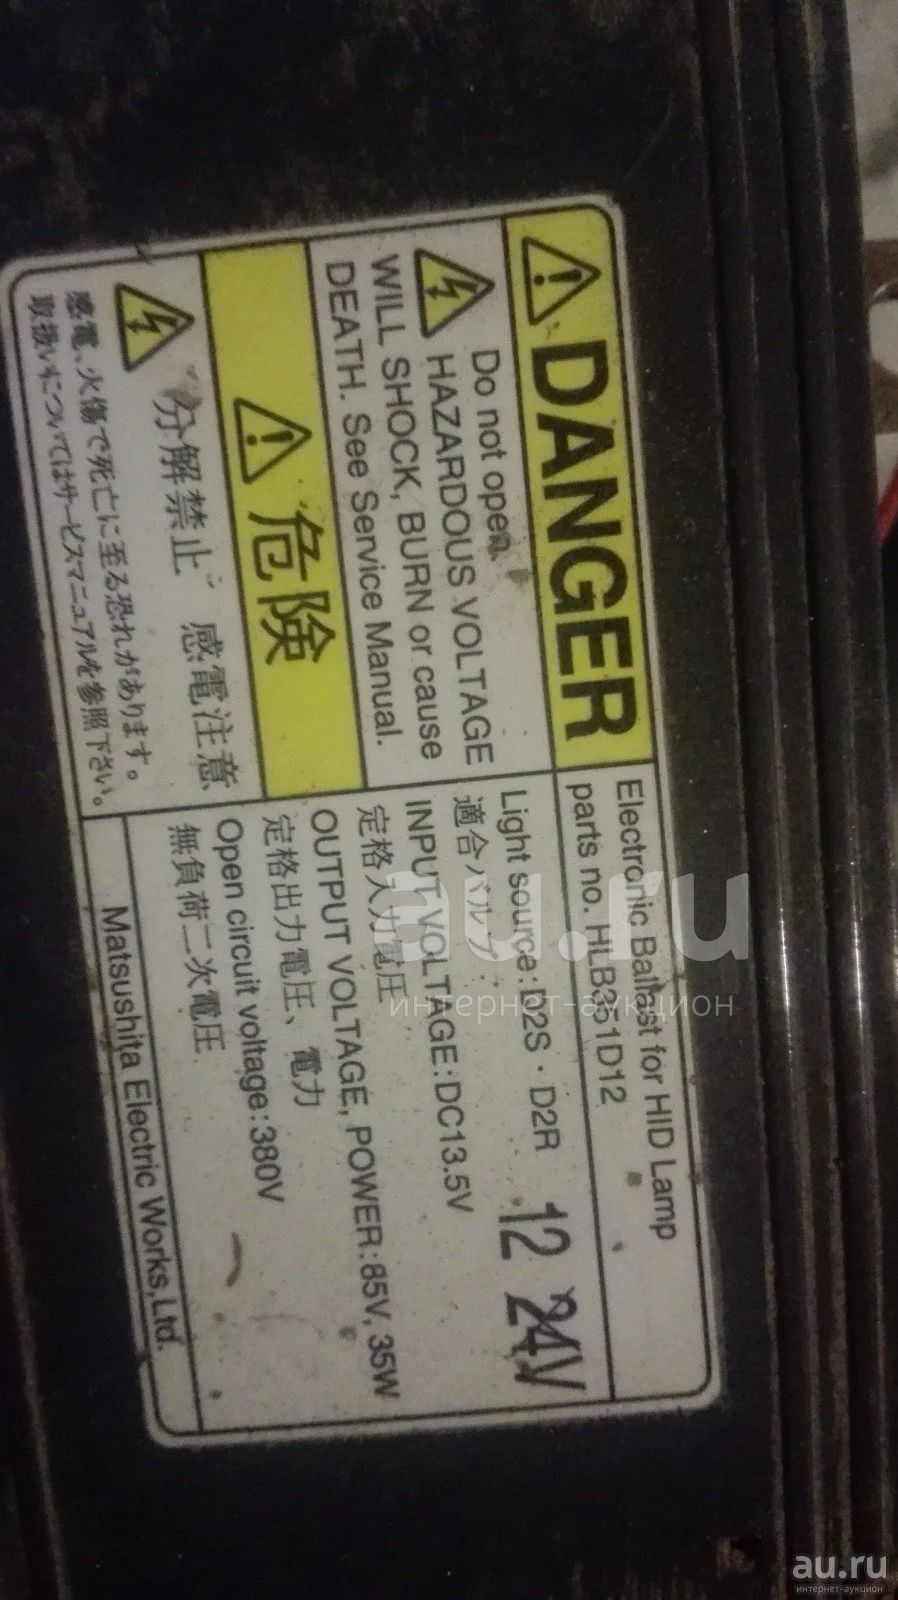 DANGER
Do not open.
HAZARDOUS VOLTAGE
WILL SHOCK, BURN or cause
DEATH. See Service Manual.
危険
分解禁止 感電注意
感電、火傷で死亡に至る恐れがあります。
取扱いについてはサービスマニュアルを参照下さい。
Electronic Ballast for HID Lamp
parts no. HLB351D12
Light source:D2S・D2R 12 24V
適合バルブ
INPUT VOLTAGE:DC13.5V
定格入力電圧
OUTPUT VOLTAGE, POWER:85V, 35W
定格出力電圧、電力
Open circuit voltage:380V
無負荷二次電圧
Matsushita Electric Works,Ltd.
au.ru
интернет-аукцион
au.ru
интернет-аукцион